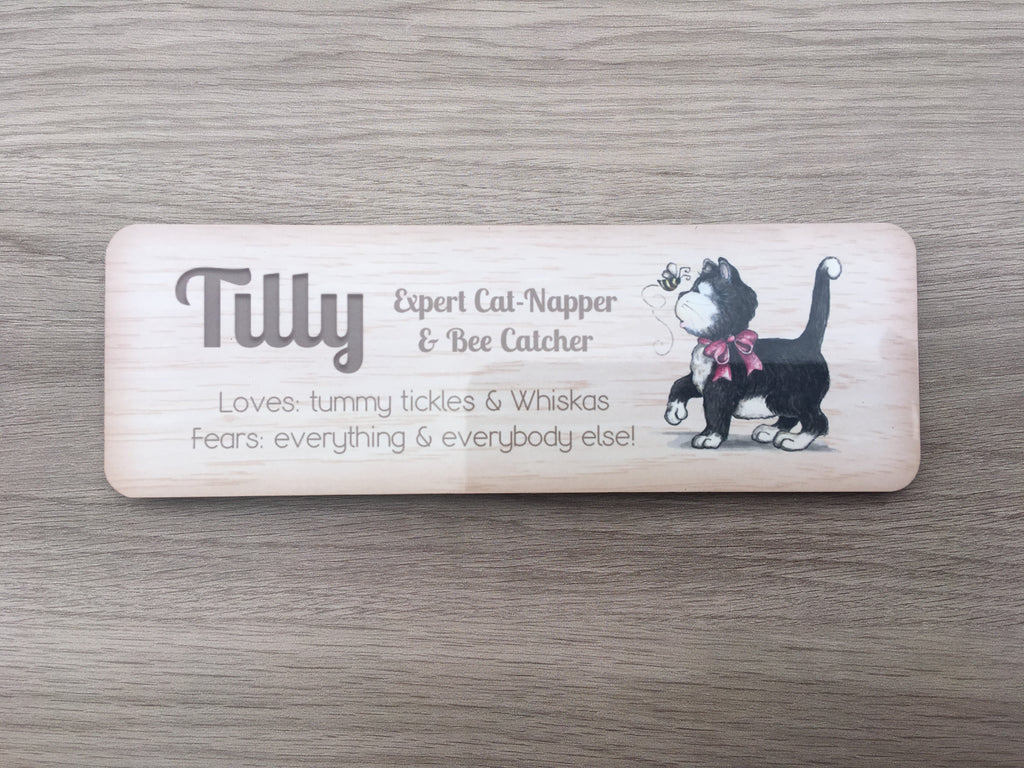 Tilly
Expert Cat-Napper
& Bee Catcher
Loves: tummy tickles & Whiskas
Fears: everything & everybody else!